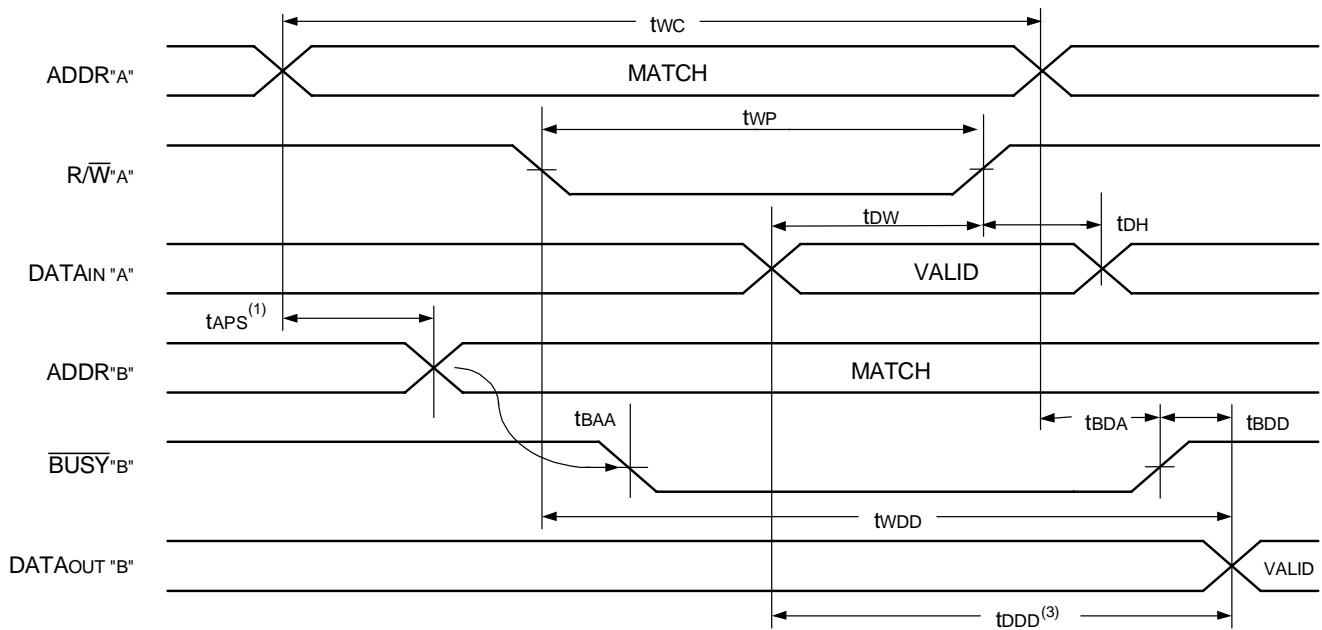 tWC
ADDR"A"
MATCH
tWP
R/W̅"A"
tDW
tDH
DATAIN "A"
VALID
tAPS(1)
ADDR"B"
MATCH
tBAA
tBDA
tBDD
B̅U̅S̅Y̅"B"
tWDD
DATAOUT "B"
VALID
tDDD(3)